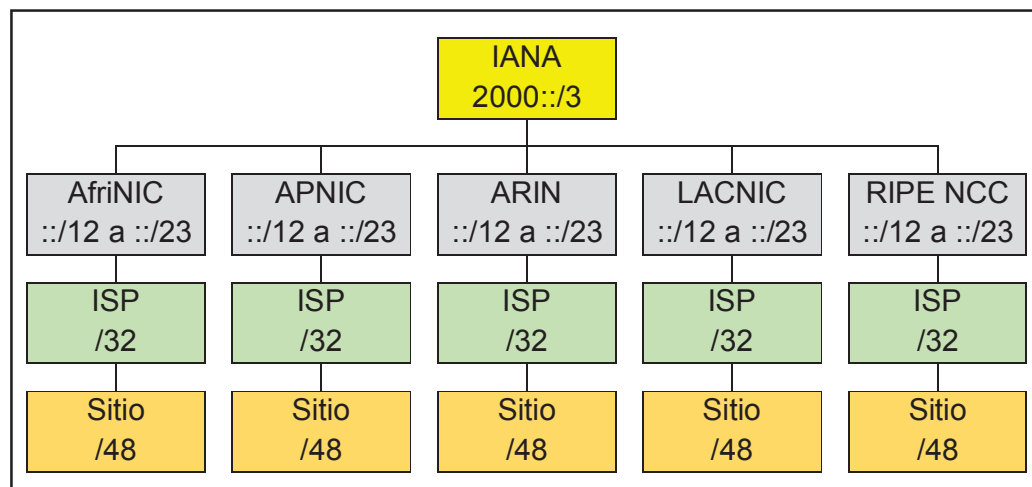 IANA
2000::/3
AfriNIC
::/12 a ::/23
APNIC
::/12 a ::/23
ARIN
::/12 a ::/23
LACNIC
::/12 a ::/23
RIPE NCC
::/12 a ::/23
ISP
/32
ISP
/32
ISP
/32
ISP
/32
ISP
/32
Sitio
/48
Sitio
/48
Sitio
/48
Sitio
/48
Sitio
/48